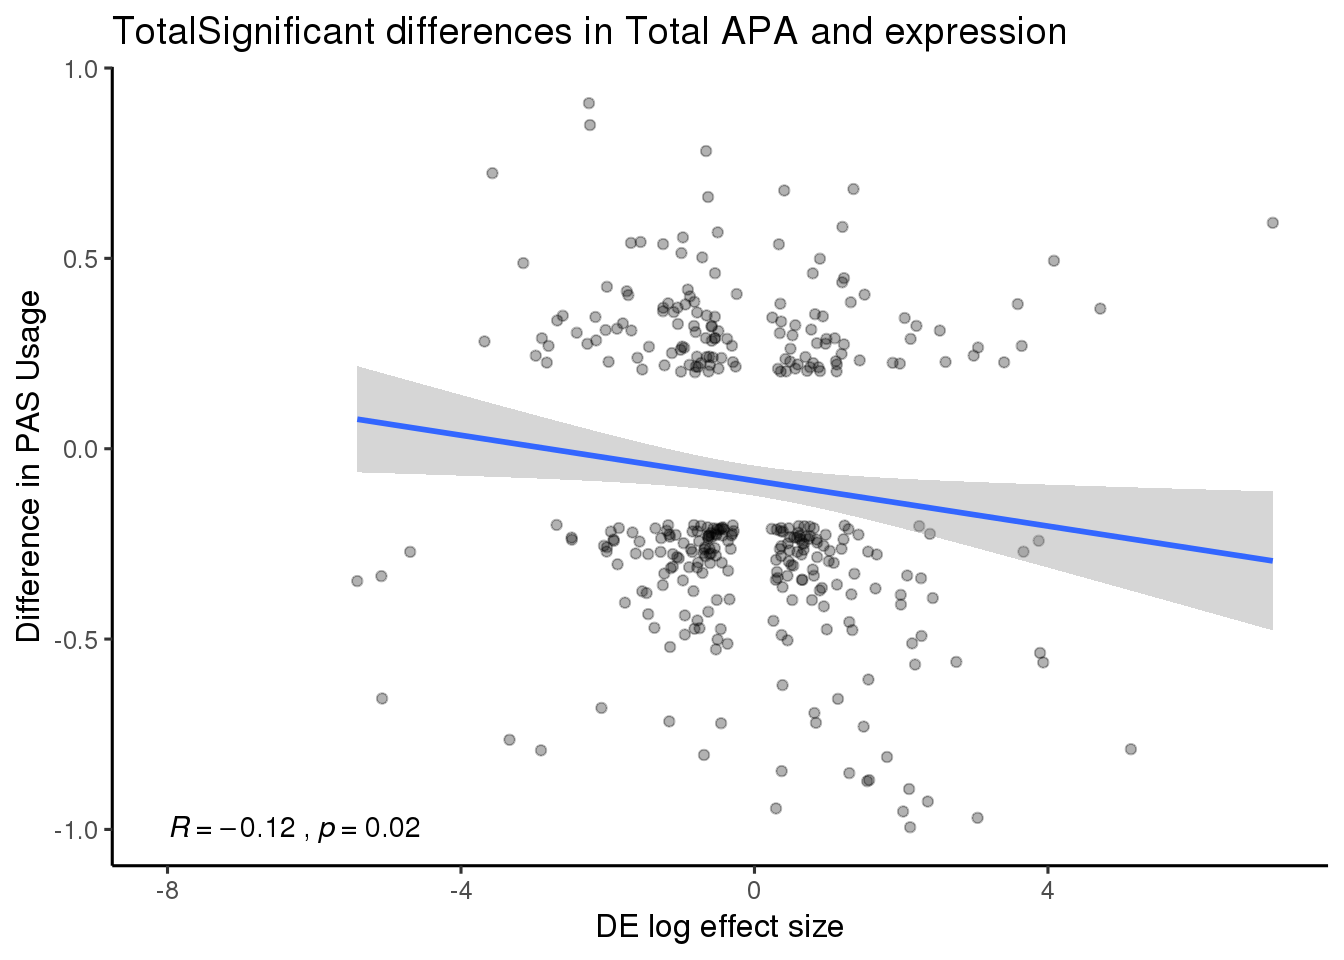 TotalSignificant differences in Total APA and expression
1.0
0.5
0.0
-0.5
-1.0
Difference in PAS Usage
R = −0.12 , p = 0.02
-8 -4 0 4
DE log effect size